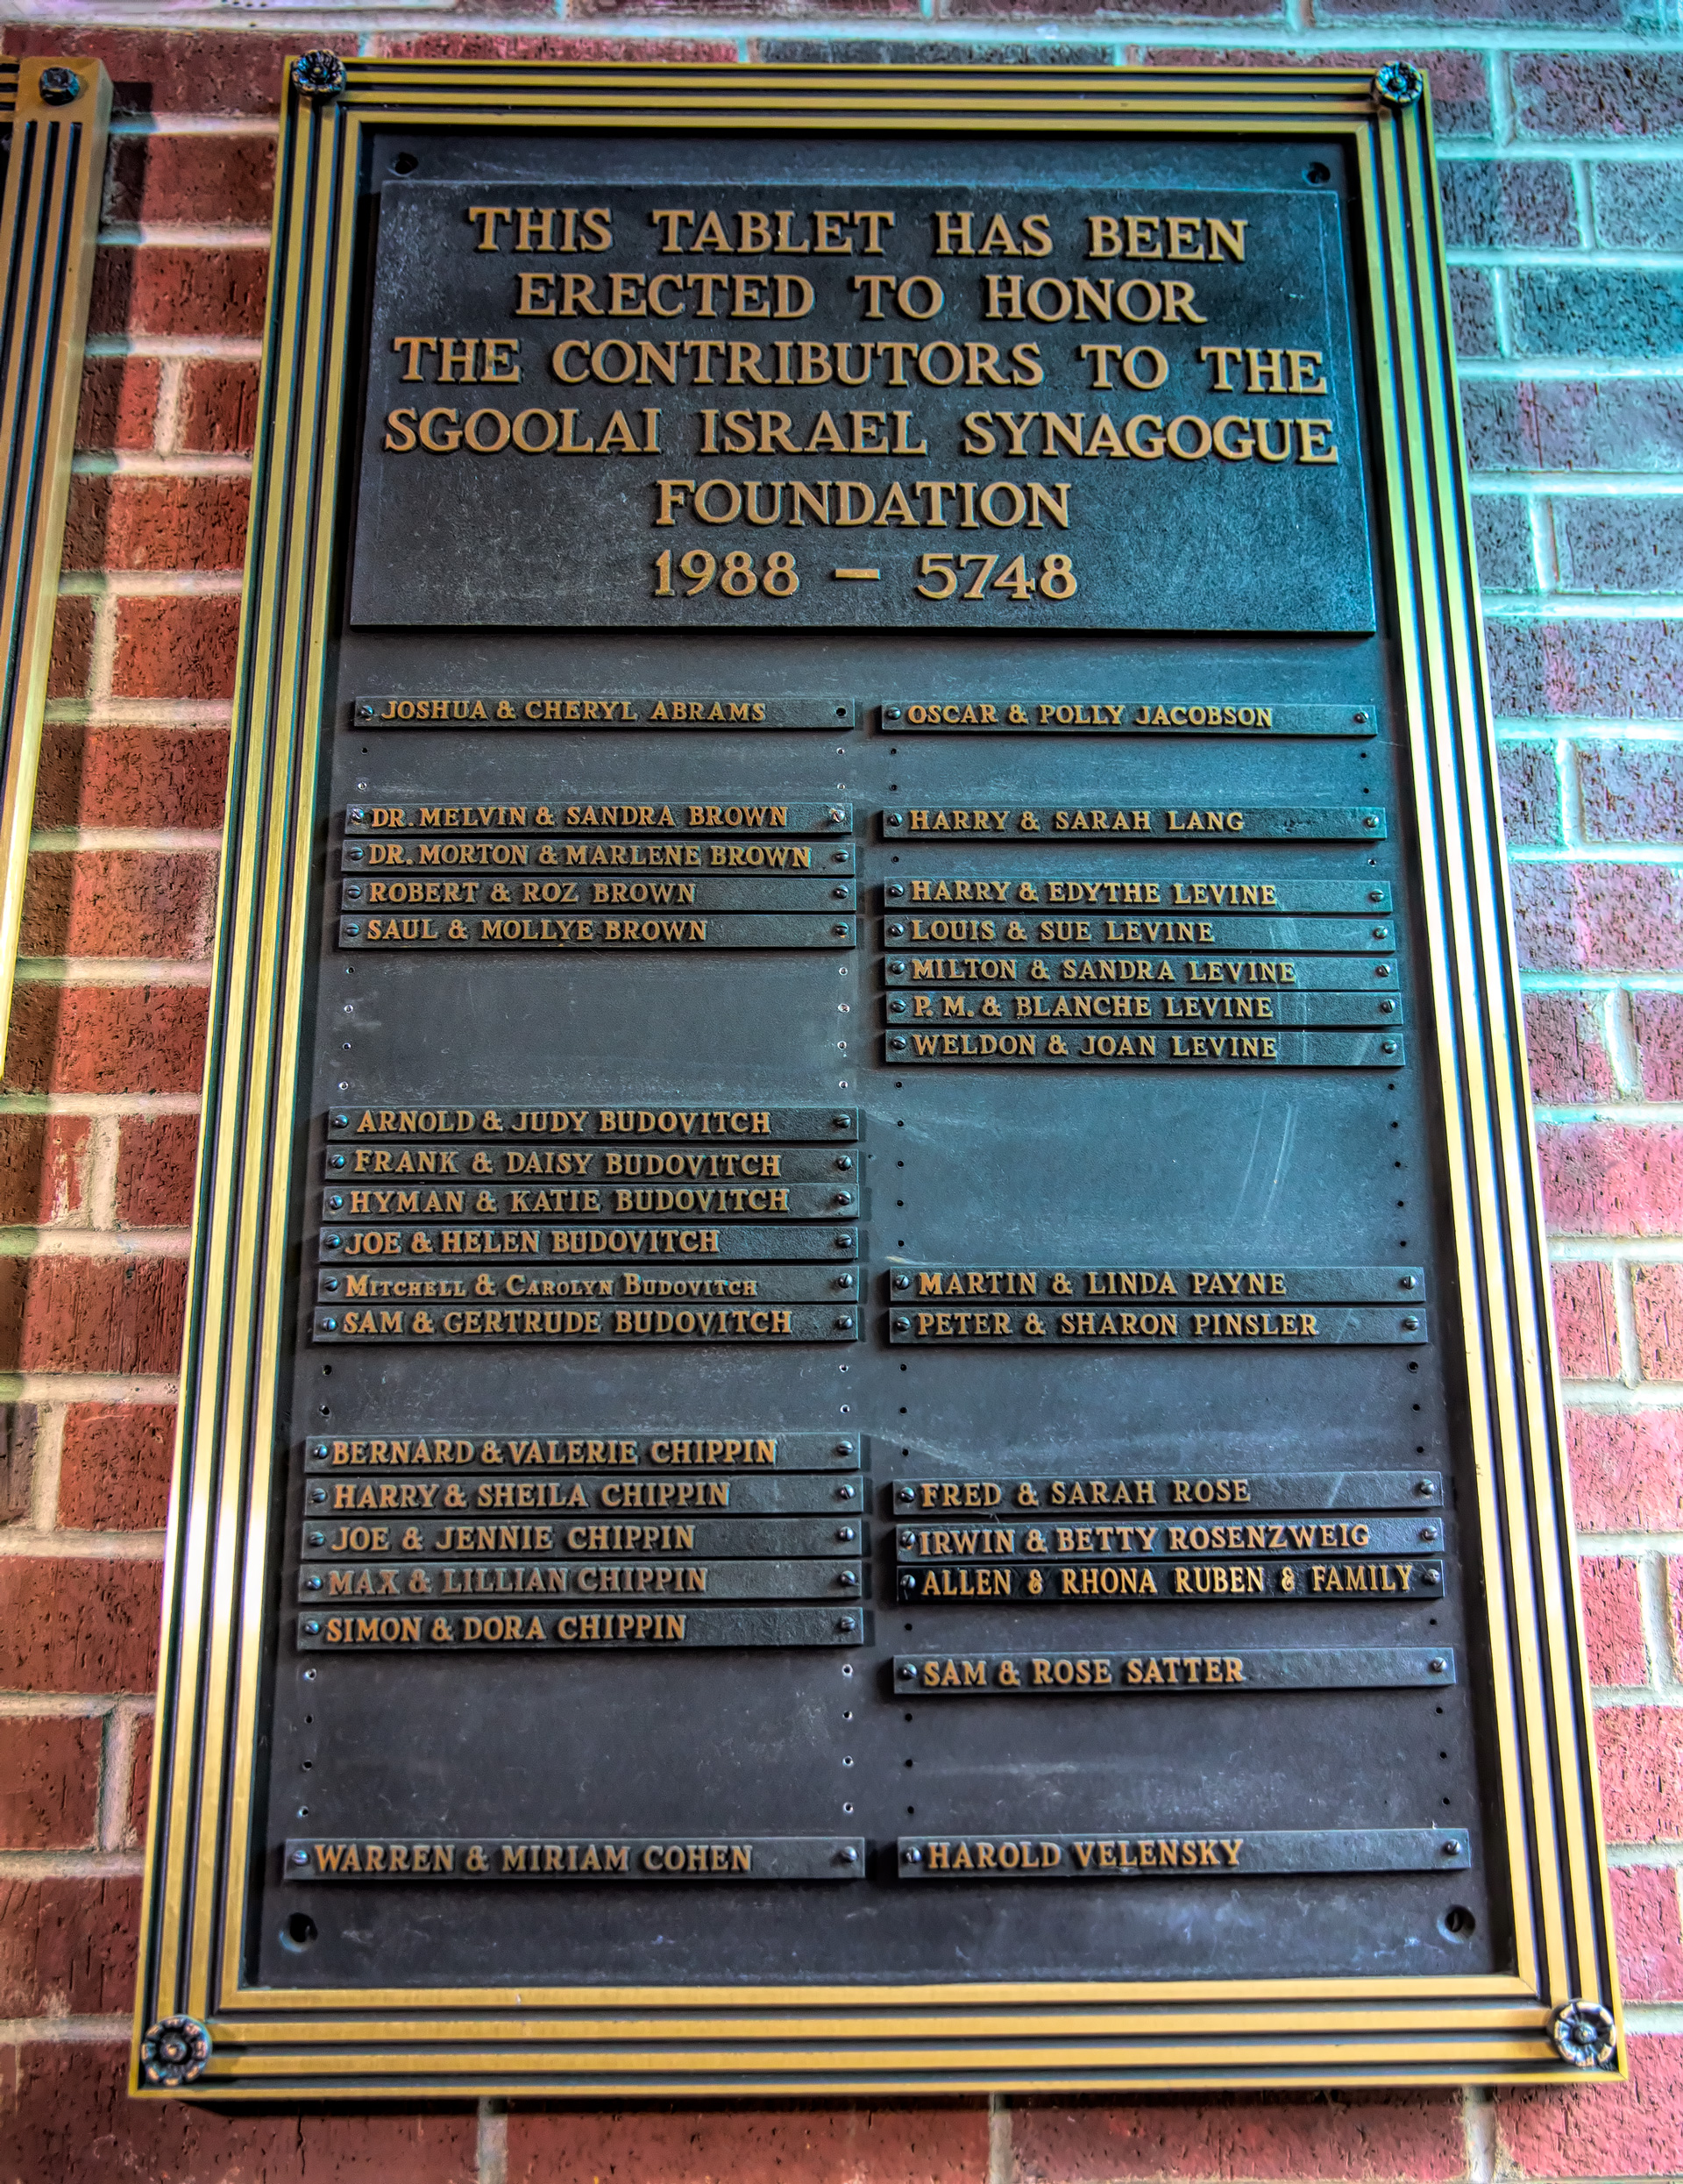 THIS TABLET HAS BEEN
ERECTED TO HONOR
THE CONTRIBUTORS TO THE
SGOOLAI ISRAEL SYNAGOGUE
FOUNDATION
1988 – 5748
JOSHUA & CHERYL ABRAMS
DR. MELVIN & SANDRA BROWN
DR. MORTON & MARLENE BROWN
ROBERT & ROZ BROWN
SAUL & MOLLYE BROWN
ARNOLD & JUDY BUDOVITCH
FRANK & DAISY BUDOVITCH
HYMAN & KATIE BUDOVITCH
JOE & HELEN BUDOVITCH
MITCHELL & CAROLYN BUDOVITCH
SAM & GERTRUDE BUDOVITCH
BERNARD & VALERIE CHIPPIN
HARRY & SHEILA CHIPPIN
JOE & JENNIE CHIPPIN
MAX & LILLIAN CHIPPIN
SIMON & DORA CHIPPIN
WARREN & MIRIAM COHEN
OSCAR & POLLY JACOBSON
HARRY & SARAH LANG
HARRY & EDYTHE LEVINE
LOUIS & SUE LEVINE
MILTON & SANDRA LEVINE
P. M. & BLANCHE LEVINE
WELDON & JOAN LEVINE
MARTIN & LINDA PAYNE
PETER & SHARON PINSLER
FRED & SARAH ROSE
IRWIN & BETTY ROSENZWEIG
ALLEN & RHONA RUBEN & FAMILY
SAM & ROSE SATTER
HAROLD VELENSKY